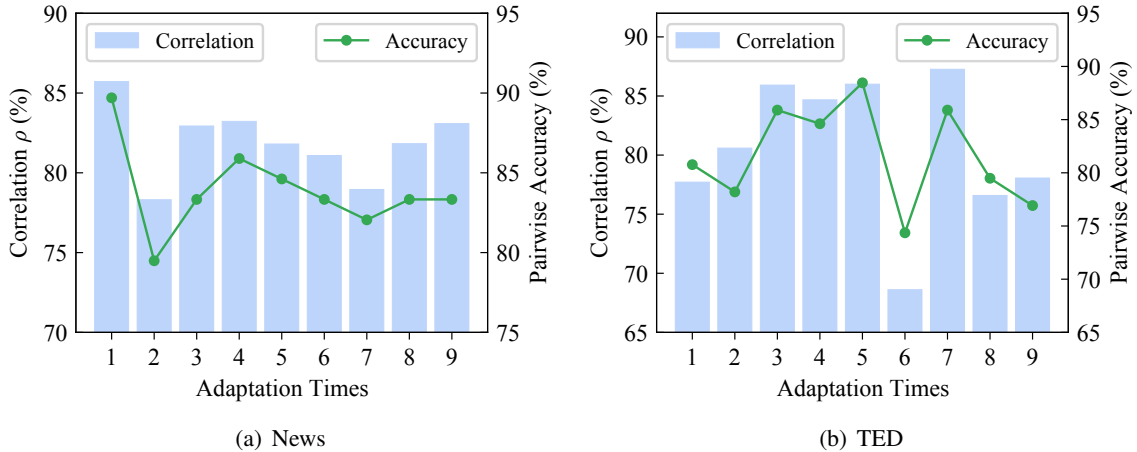 Correlation
Accuracy
90
85
80
75
70
Correlation ρ (%)
95
90
85
80
75
Pairwise Accuracy (%)
1 2 3 4 5 6 7 8 9
Adaptation Times
(a) News
Correlation
Accuracy
90
85
80
75
70
65
Correlation ρ (%)
95
90
85
80
75
70
65
Pairwise Accuracy (%)
1 2 3 4 5 6 7 8 9
Adaptation Times
(b) TED